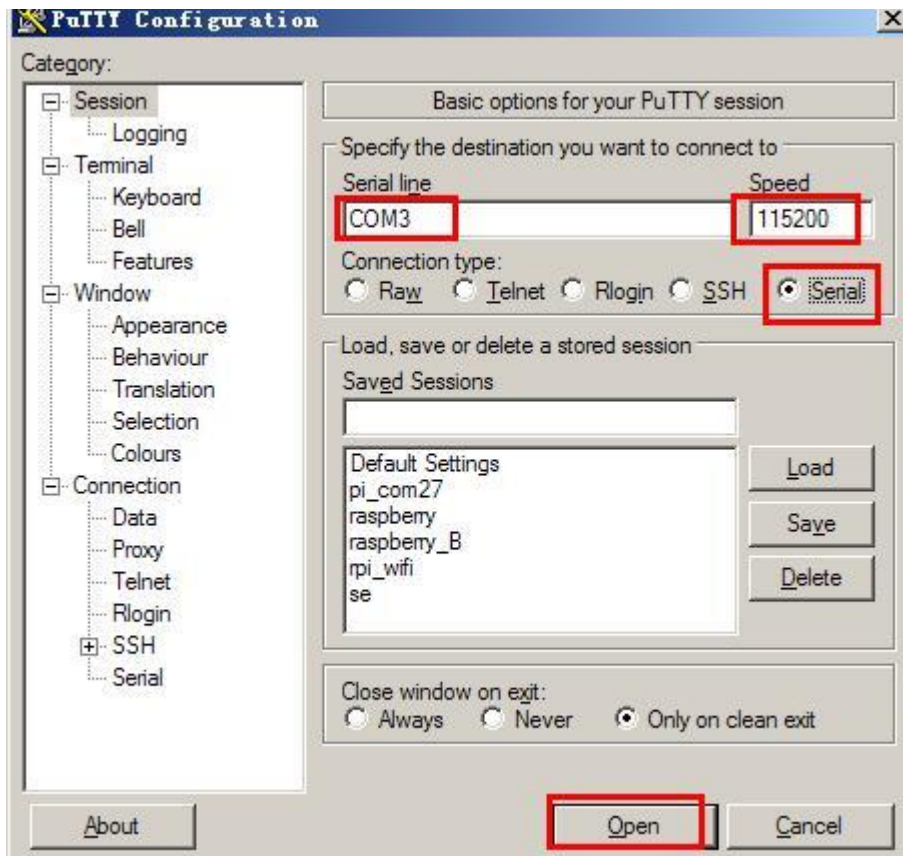 PuTTY Configuration
Category:
Session
Logging
Terminal
Keyboard
Bell
Features
Window
Appearance
Behaviour
Translation
Selection
Colours
Connection
Data
Proxy
Telnet
Rlogin
SSH
Serial
Basic options for your PuTTY session
Specify the destination you want to connect to
Serial line Speed
COM3 115200
Connection type:
Raw Telnet Rlogin SSH Serial
Load, save or delete a stored session
Saved Sessions
Default Settings
pi_com27
raspberry
raspberry_B
rpi_wifi
se
Load
Save
Delete
Close window on exit:
Always Never Only on clean exit
About Open Cancel